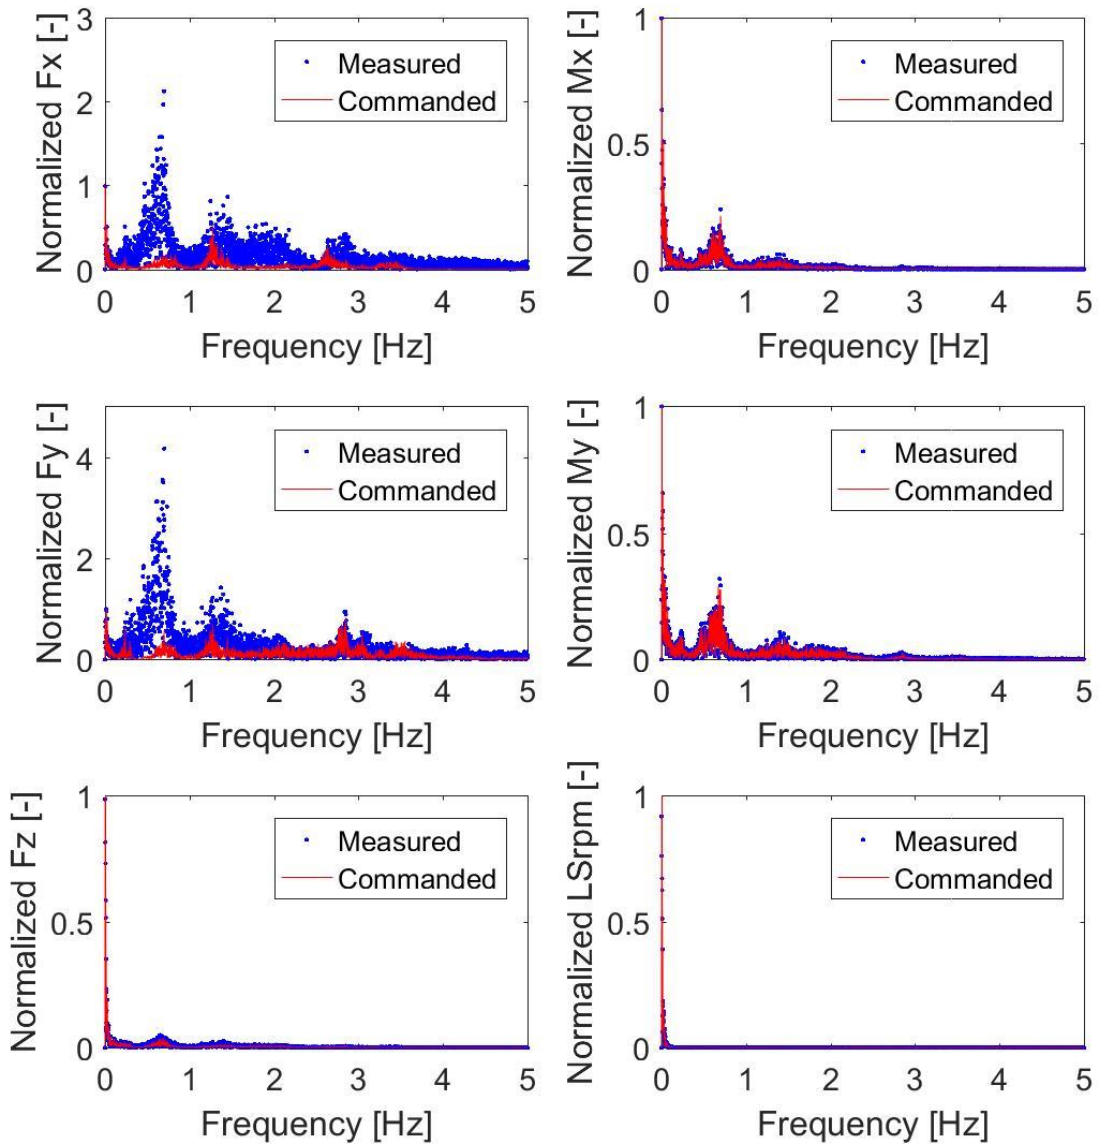 Normalized Fx [-]
3
2
1
0
Measured
Commanded
0 1 2 3 4 5
Frequency [Hz]
Normalized Mx [-]
1
0.5
0
Measured
Commanded
0 1 2 3 4 5
Frequency [Hz]
Normalized Fy [-]
4
2
0
Measured
Commanded
0 1 2 3 4 5
Frequency [Hz]
Normalized My [-]
1
0.5
0
Measured
Commanded
0 1 2 3 4 5
Frequency [Hz]
Normalized Fz [-]
1
0.5
0
Measured
Commanded
0 1 2 3 4 5
Frequency [Hz]
Normalized LSrpm [-]
1
0.5
0
Measured
Commanded
0 1 2 3 4 5
Frequency [Hz]